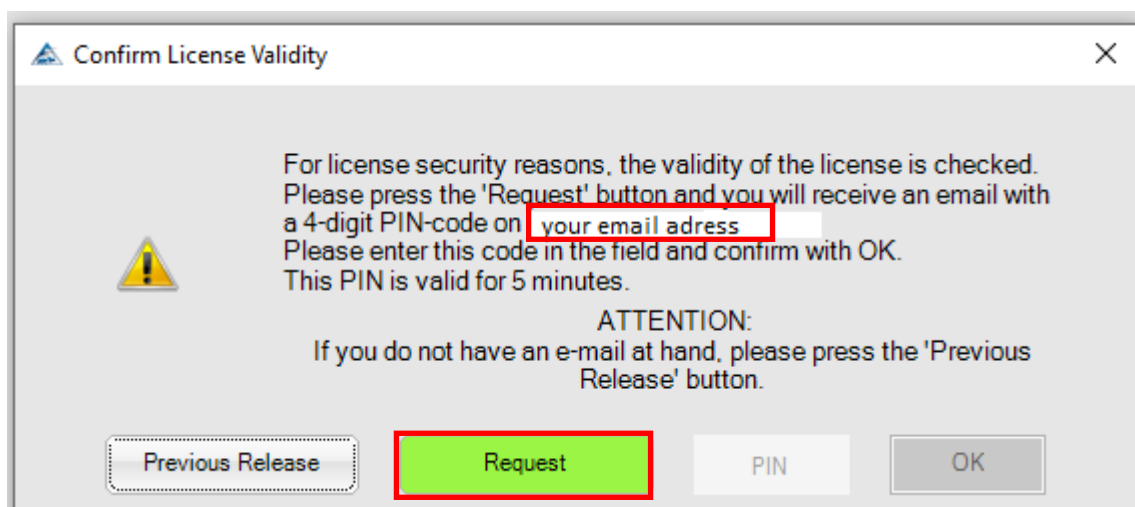 Confirm License Validity
For license security reasons, the validity of the license is checked.
Please press the 'Request' button and you will receive an email with
a 4-digit PIN-code on your email adress
Please enter this code in the field and confirm with OK.
This PIN is valid for 5 minutes.
ATTENTION:
If you do not have an e-mail at hand, please press the 'Previous
Release' button.
Previous Release Request PIN OK